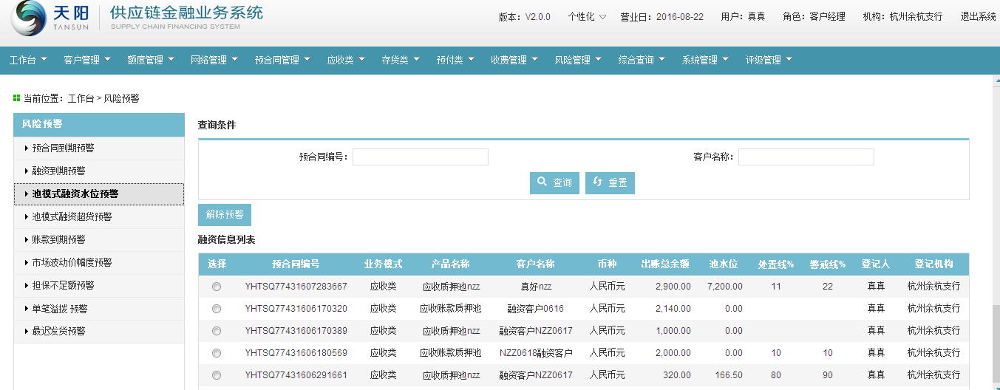 天阳 供应链金融业务系统
TANSUN SUPPLY CHAIN FINANCING SYSTEM
版本：V2.0.0 个性化 营业日：2016-08-22 用户：真真 角色：客户经理 机构：杭州余杭支行 退出系统
工作台 客户管理 额度管理 网络管理 预合同管理 应收类 存货类 预付类 收费管理 风险管理 综合查询 系统管理 评级管理
当前位置：工作台 > 风险预警
风险预警
预合同到期预警
融资到期预警
池模式融资水位预警
池模式融资超贷预警
账款到期预警
市场波动价幅度预警
担保不足额预警
单笔溢拨 预警
最迟发货预警
查询条件
预合同编号： 客户名称：
查询 重置
解除预警
融资信息列表
选择 预合同编号 业务模式 产品名称 客户名称 币种 出账总余额 池水位 处置线% 警戒线% 登记人 登记机构
YHTSQ77431607283667 应收类 应收质押池nzz 真好nzz 人民币元 2,900.00 7,200.00 11 22 真真 杭州余杭支行
YHTSQ77431606170320 应收类 应收账款质押池 融资客户0616 人民币元 2,140.00 0.00 真真 杭州余杭支行
YHTSQ77431606170389 应收类 应收质押池nzz 融资客户NZZ0617 人民币元 1,000.00 0.00 真真 杭州余杭支行
YHTSQ77431606180569 应收类 应收账款质押池 NZZ0618融资客户 人民币元 2,000.00 0.00 10 10 真真 杭州余杭支行
YHTSQ77431606291661 应收类 应收质押池nzz 融资客户NZZ0617 人民币元 320.00 166.50 80 90 真真 杭州余杭支行